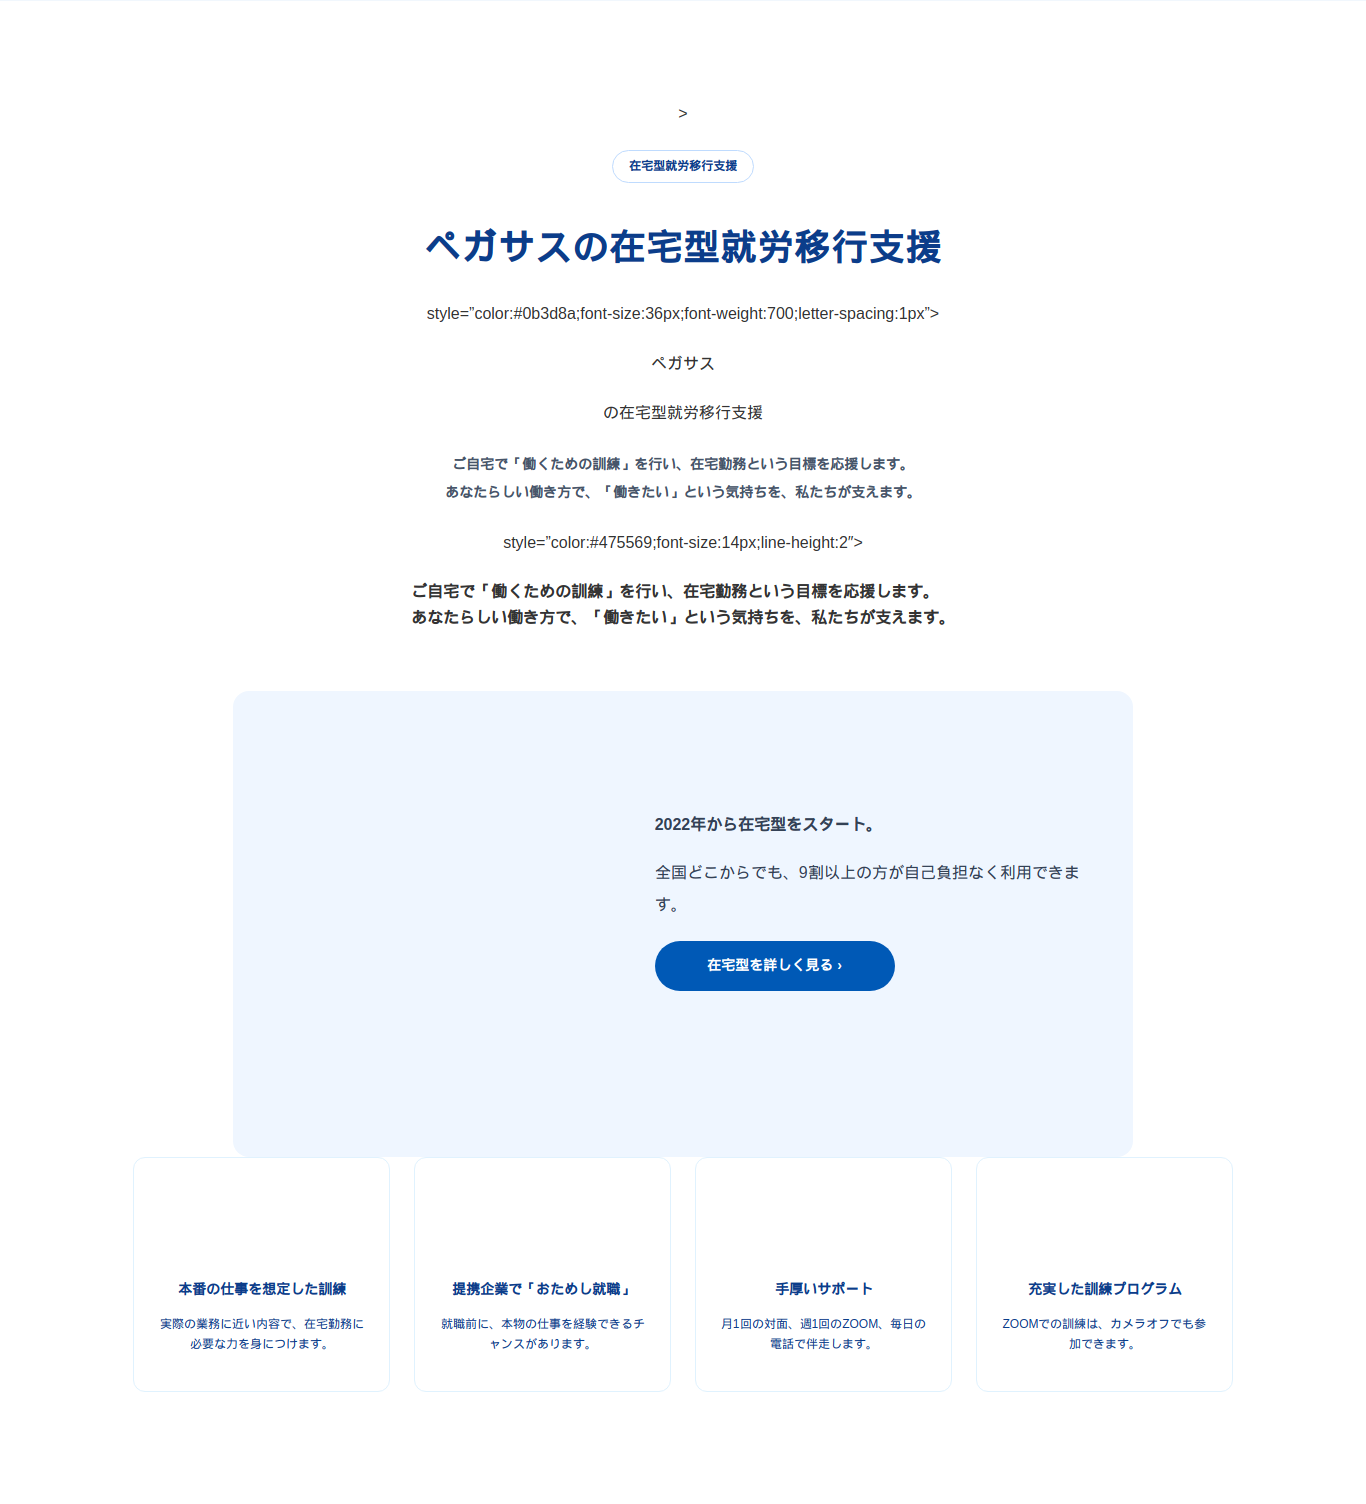 >
在宅型就労移行支援
ペガサスの在宅型就労移行支援
style=”color:#0b3d8a;font-size:36px;font-weight:700;letter-spacing:1px”>
ペガサス
の在宅型就労移行支援
ご自宅で「働くための訓練」を行い、在宅勤務という目標を応援します。
あなたらしい働き方で、「働きたい」という気持ちを、私たちが支えます。
style=”color:#475569;font-size:14px;line-height:2″>
ご自宅で「働くための訓練」を行い、在宅勤務という目標を応援します。
あなたらしい働き方で、「働きたい」という気持ちを、私たちが支えます。
2022年から在宅型をスタート。
全国どこからでも、9割以上の方が自己負担なく利用できま
す。
在宅型を詳しく見る ›
本番の仕事を想定した訓練
実際の業務に近い内容で、在宅勤務に
必要な力を身につけます。
提携企業で「おためし就職」
就職前に、本物の仕事を経験できるチ
ャンスがあります。
手厚いサポート
月1回の対面、週1回のZOOM、毎日の
電話で伴走します。
充実した訓練プログラム
ZOOMでの訓練は、カメラオフでも参
加できます。